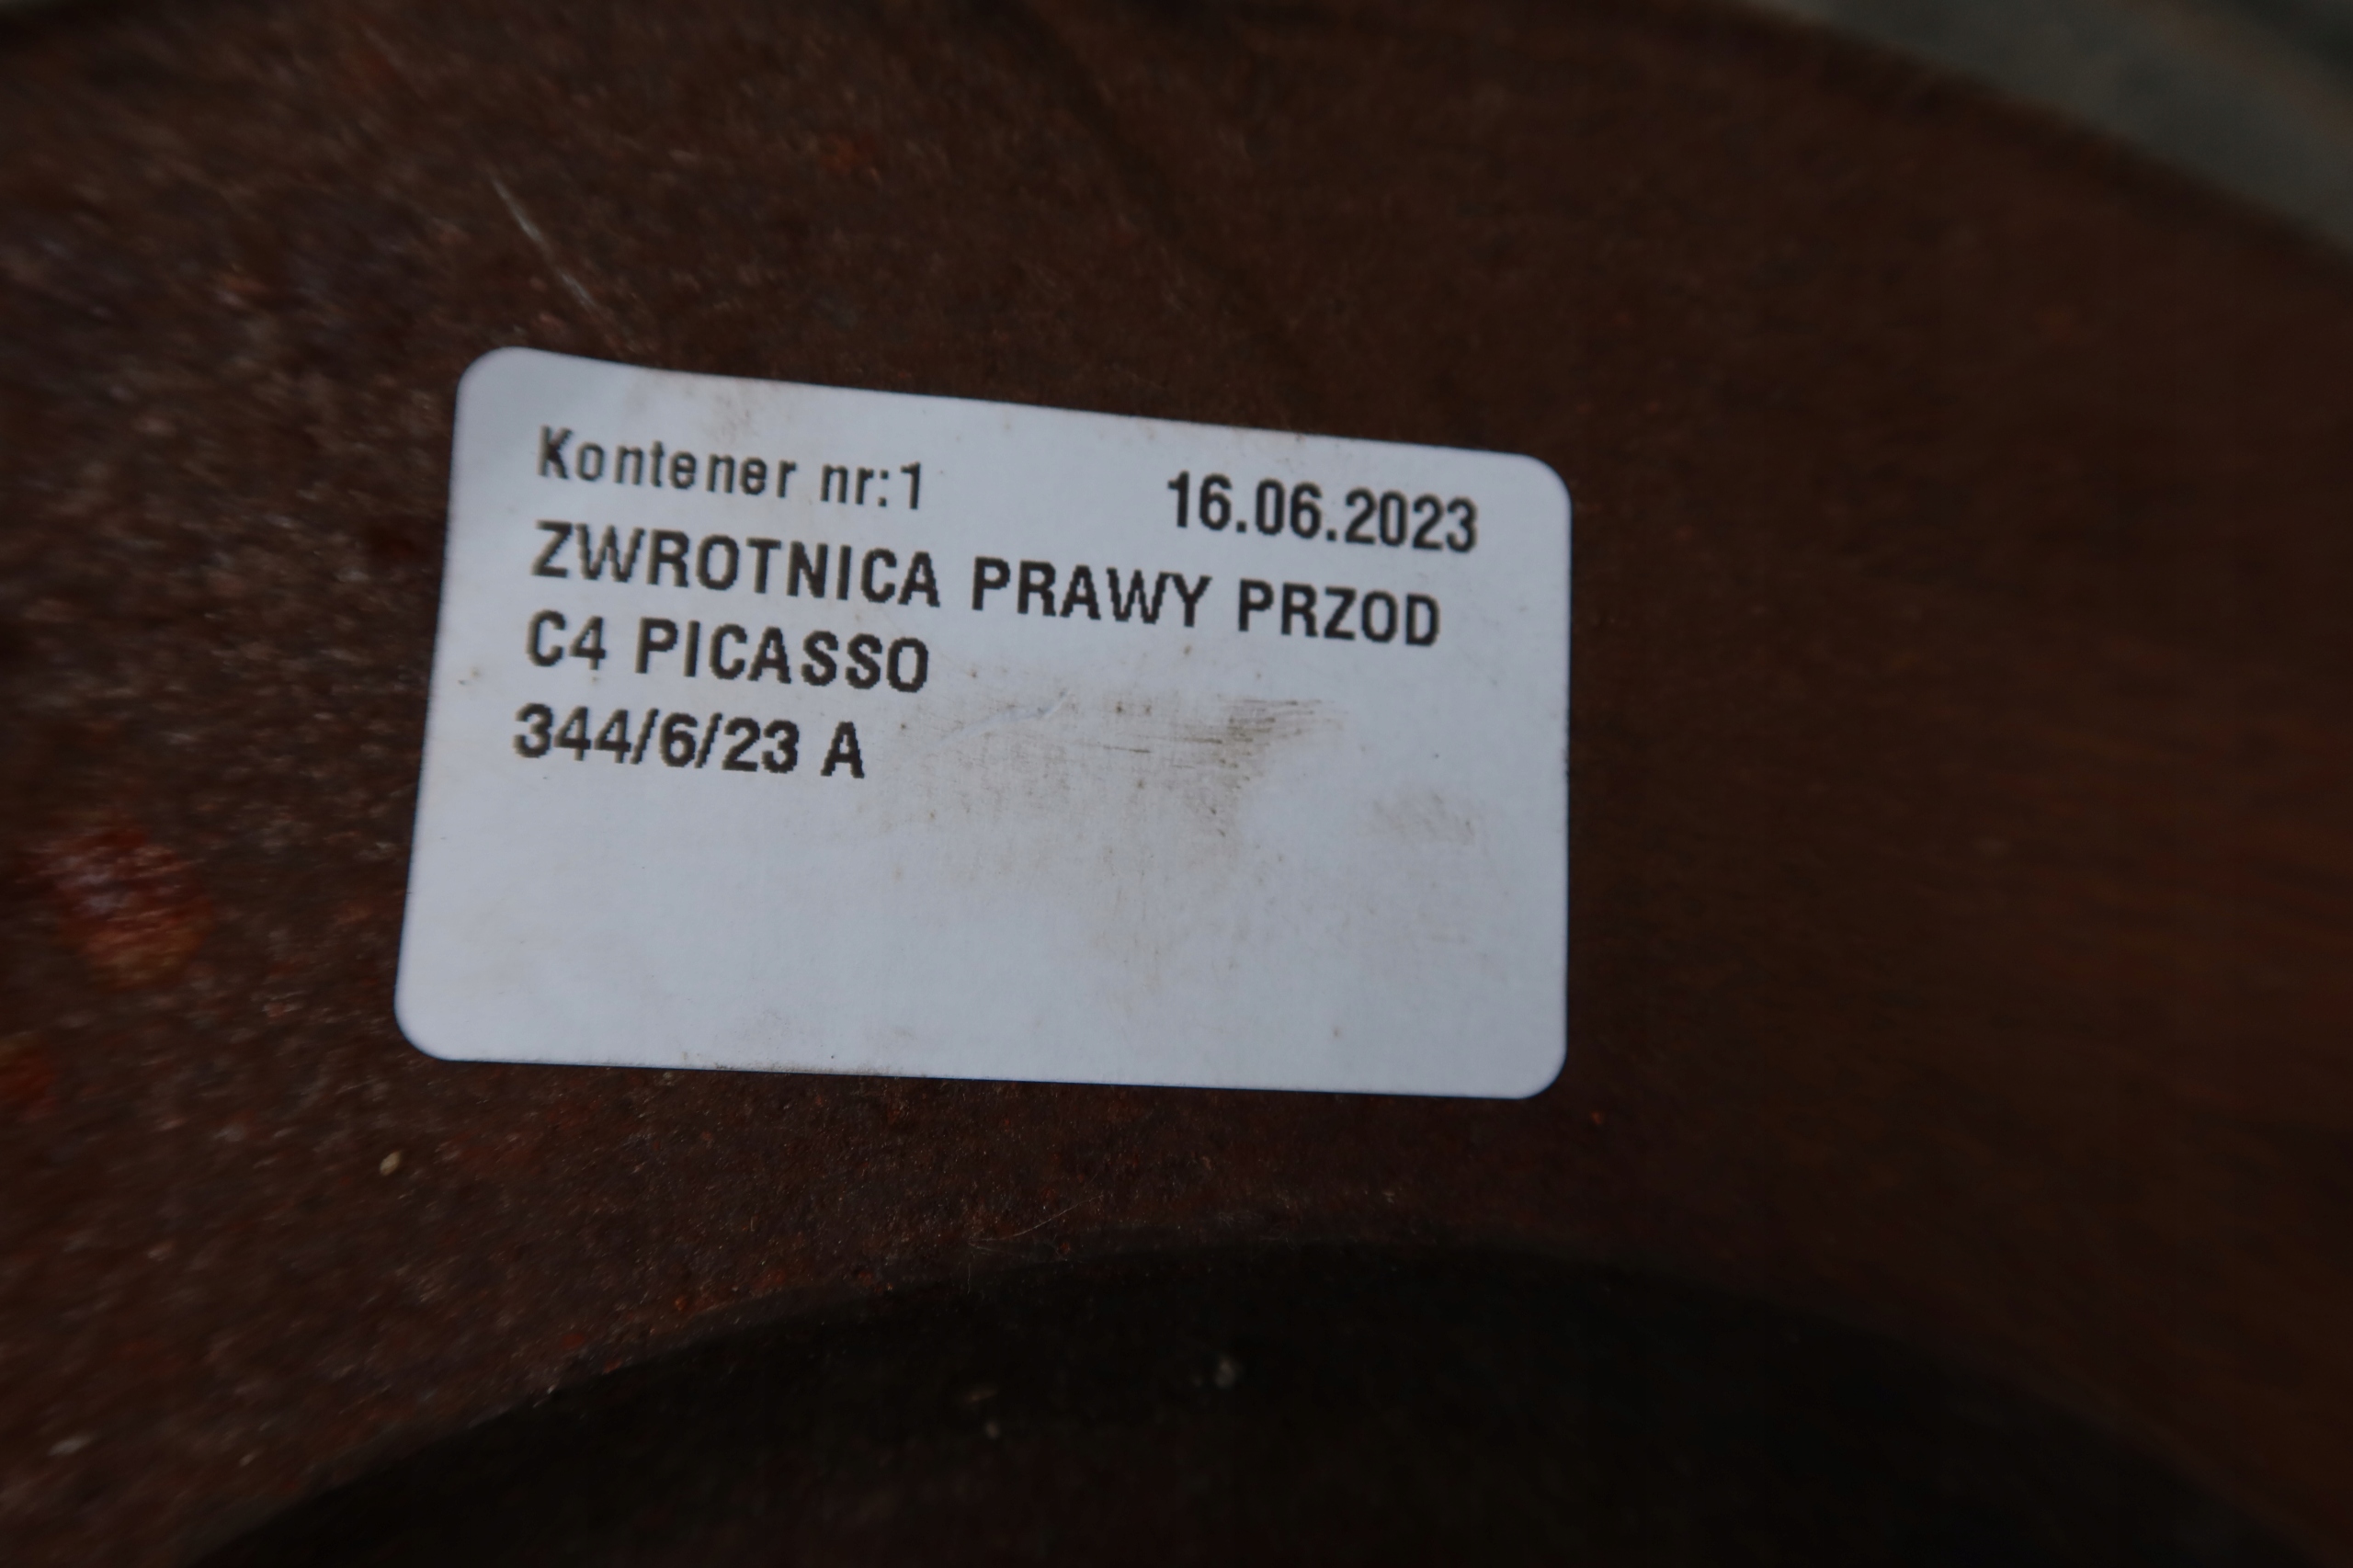 Kontener nr:1 16.06.2023
ZWROTNICA PRAWY PRZOD
C4 PICASSO
344/6/23 A